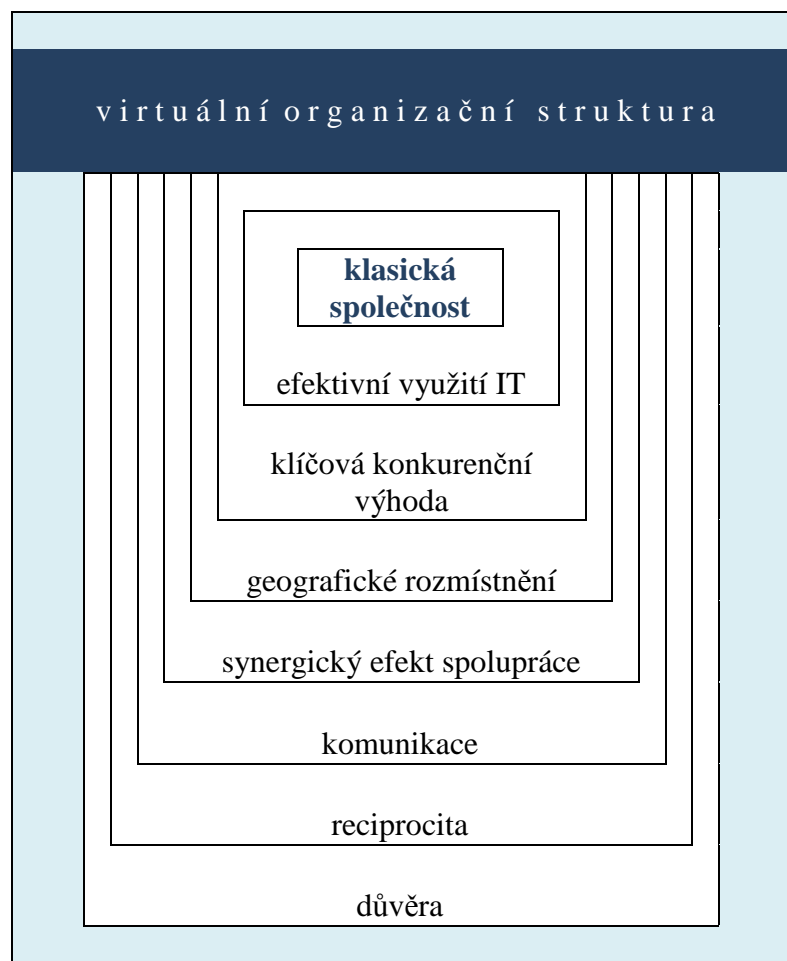 virtuální organizační struktura
klasická
společnost
efektivní využití IT
klíčová konkurenční
výhoda
geografické rozmístnění
synergický efekt spolupráce
komunikace
reciprocita
důvěra